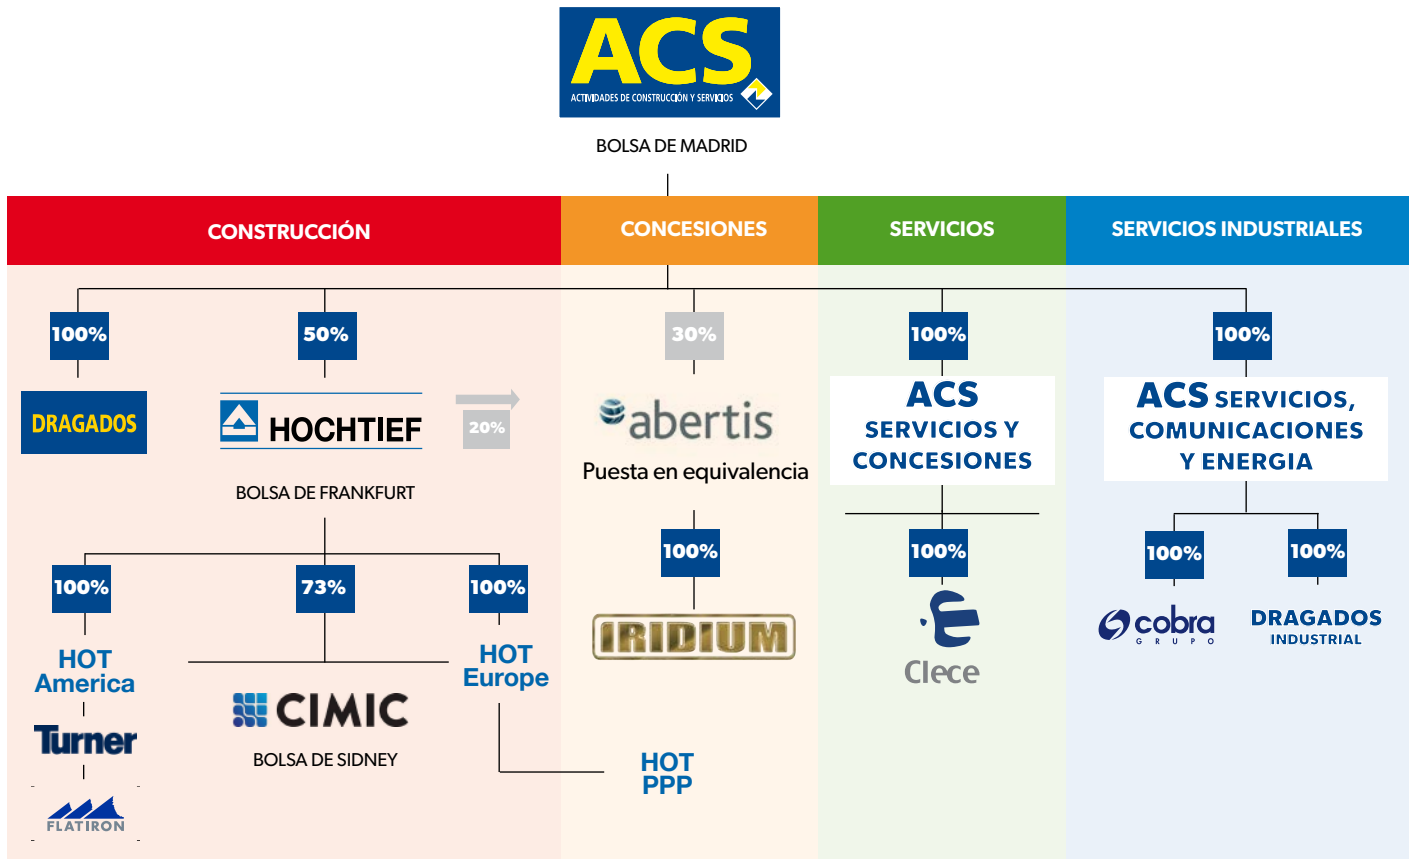 ACS
ACTIVIDADES DE CONSTRUCCIÓN Y SERVICIOS
BOLSA DE MADRID
CONSTRUCCIÓN
CONCESIONES
SERVICIOS
SERVICIOS INDUSTRIALES
100%
50%
30%
100%
100%
DRAGADOS
HOCHTIEF
20%
BOLSA DE FRANKFURT
abertis
Puesta en equivalencia
ACS
SERVICIOS Y
CONCESIONES
ACS SERVICIOS,
COMUNICACIONES
Y ENERGIA
100%
73%
100%
100%
100%
100%
100%
HOT
America
Turner
FLATIRON
CIMIC
BOLSA DE SIDNEY
HOT
Europe
IRIDIUM
HOT
PPP
Clece
cobra
GRUPO
DRAGADOS
INDUSTRIAL